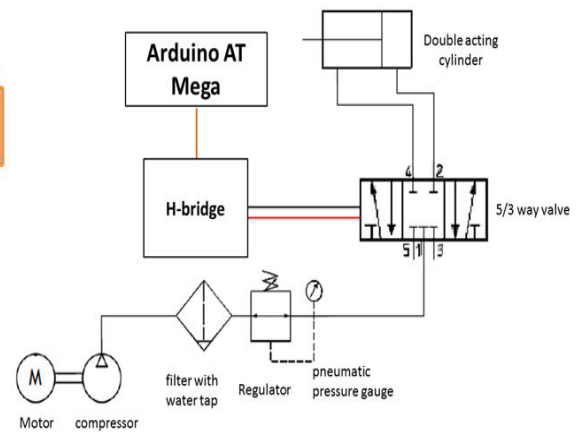 Arduino AT
Mega
Double acting
cylinder
H-bridge
4 2
5/3 way valve
5 1 3
M
filter with
water tap
Regulator
pneumatic
pressure gauge
Motor
compressor